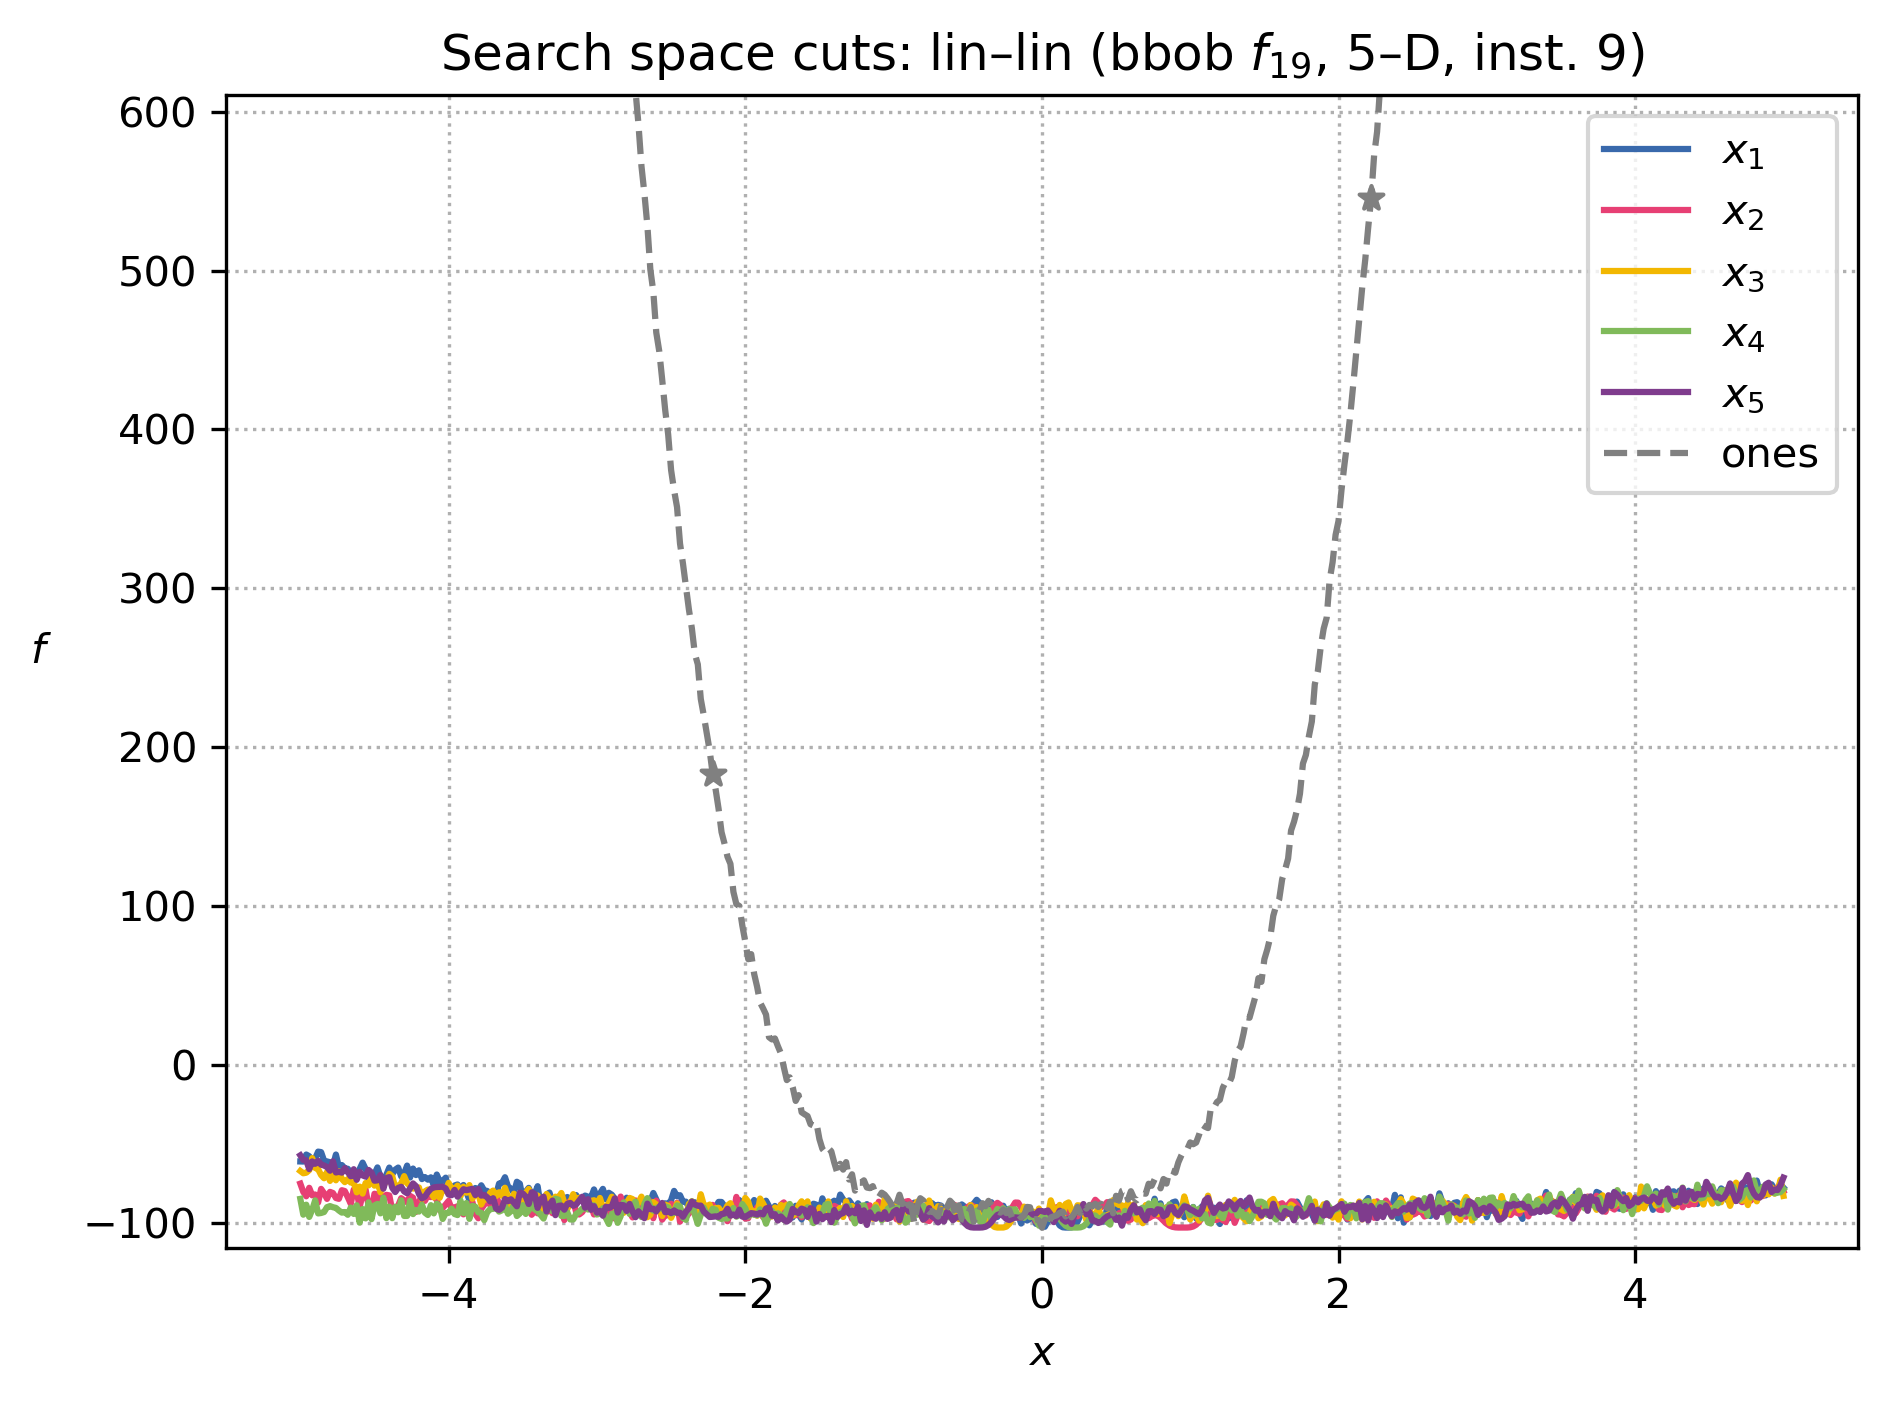 Search space cuts: lin–lin (bbob f₁₉, 5–D, inst. 9)
600
500
400
300
200
100
0
−100
f
−4
−2
0
2
4
x
x₁
x₂
x₃
x₄
x₅
ones